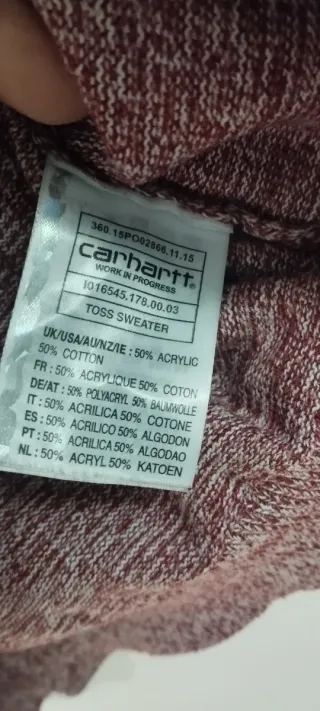 360.15PO02866.11.15
carhartt®
WORK IN PROGRESS
I016545.178.00.03
TOSS SWEATER
UK/USA/AU/NZ/IE : 50% ACRYLIC
50% COTTON
FR : 50% ACRYLIQUE 50% COTON
DE/AT : 50% POLYACRYL 50% BAUMWOLLE
IT : 50% ACRILICA 50% COTONE
ES : 50% ACRILICO 50% ALGODON
PT : 50% ACRILICA 50% ALGODAO
NL : 50% ACRYL 50% KATOEN